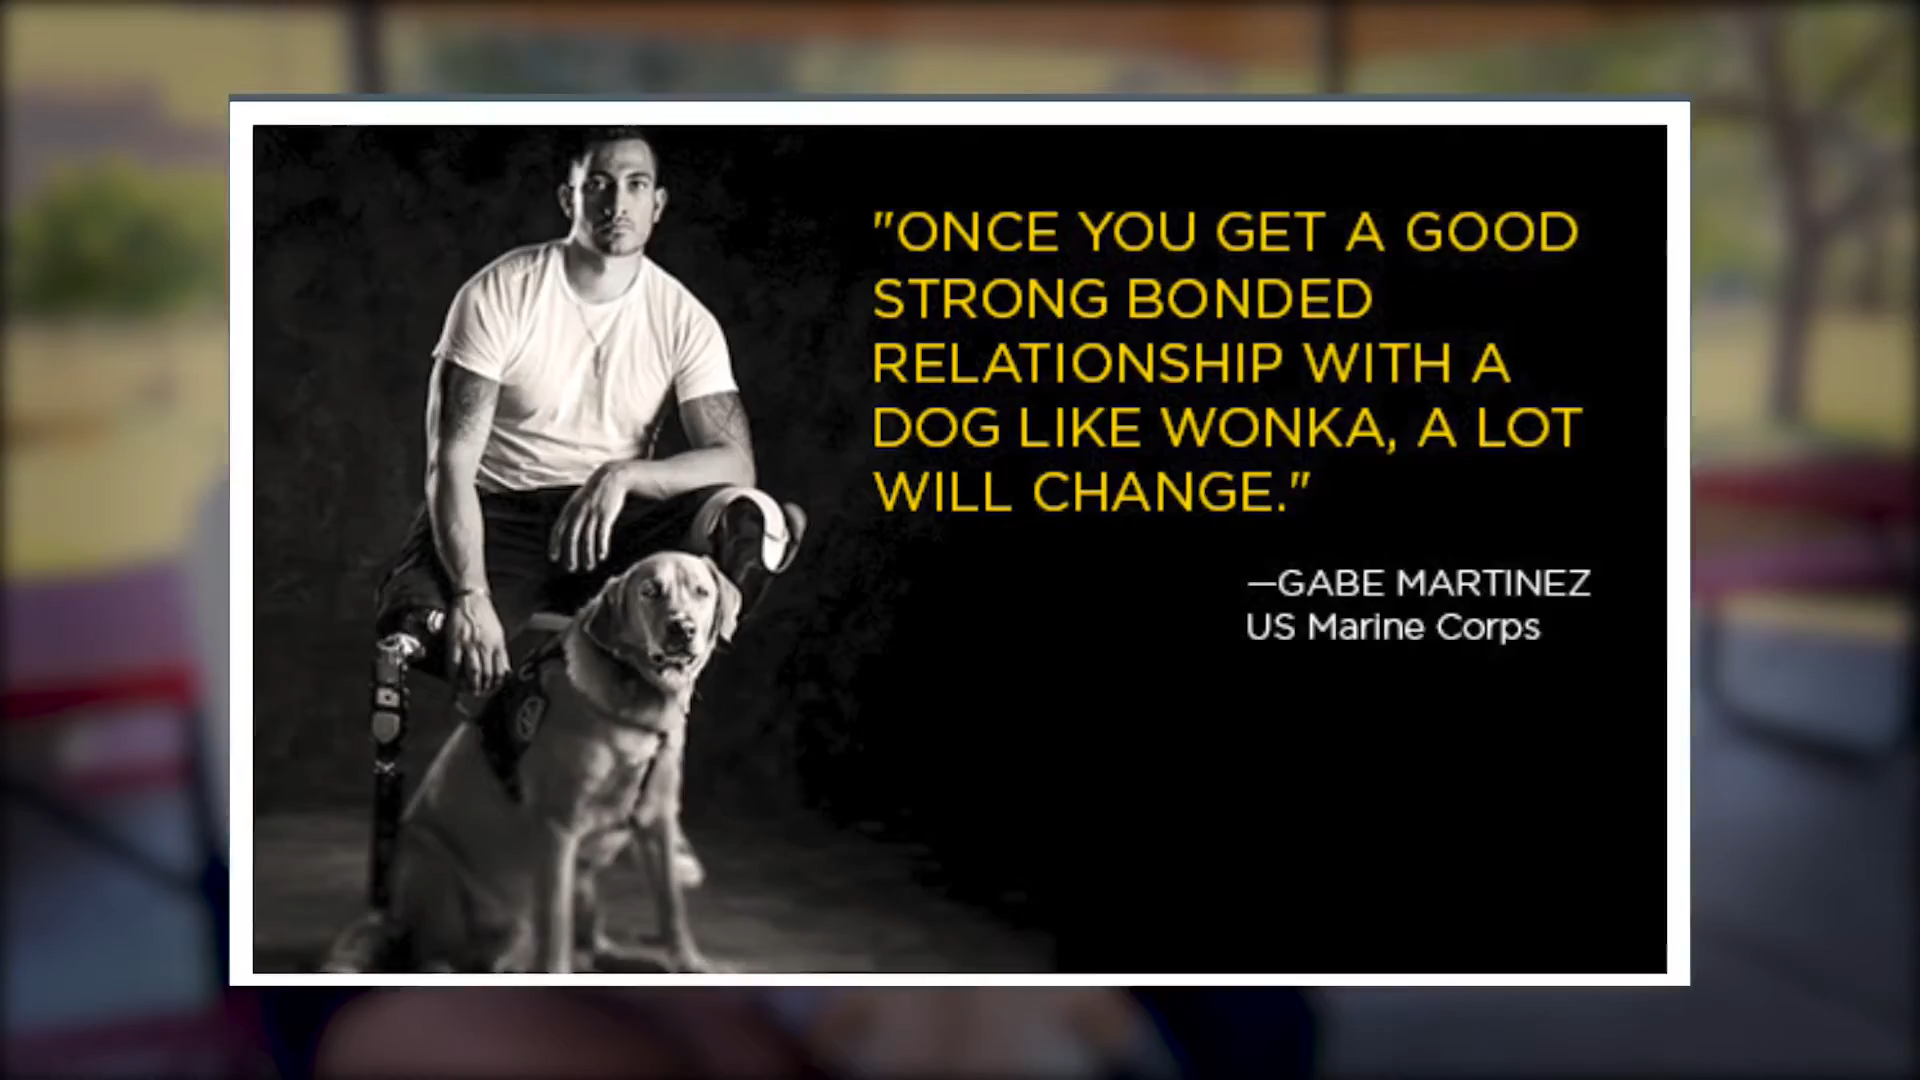 "ONCE YOU GET A GOOD
STRONG BONDED
RELATIONSHIP WITH A
DOG LIKE WONKA, A LOT
WILL CHANGE."
—GABE MARTINEZ
US Marine Corps